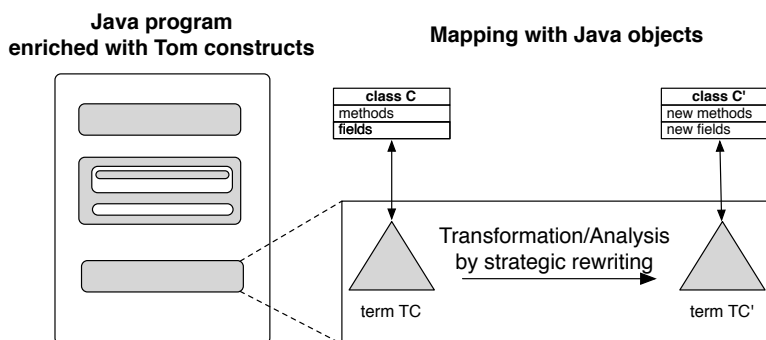 Java program
enriched with Tom constructs
Mapping with Java objects
class C
methods
fields
class C'
new methods
new fields
Transformation/Analysis
by strategic rewriting
term TC
term TC'